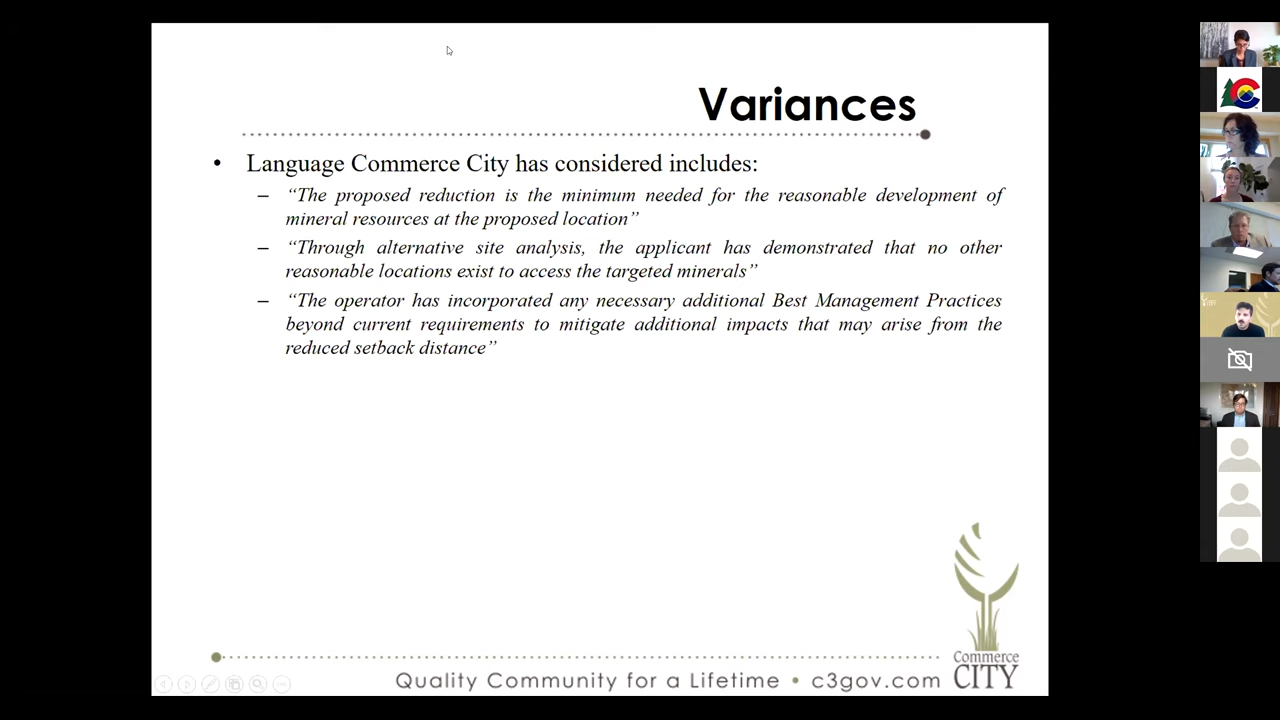 Variances
• Language Commerce City has considered includes:
– “The proposed reduction is the minimum needed for the reasonable development of
mineral resources at the proposed location”
– “Through alternative site analysis, the applicant has demonstrated that no other
reasonable locations exist to access the targeted minerals”
– “The operator has incorporated any necessary additional Best Management Practices
beyond current requirements to mitigate additional impacts that may arise from the
reduced setback distance”
Commerce
CITY
Quality Community for a Lifetime • c3gov.com